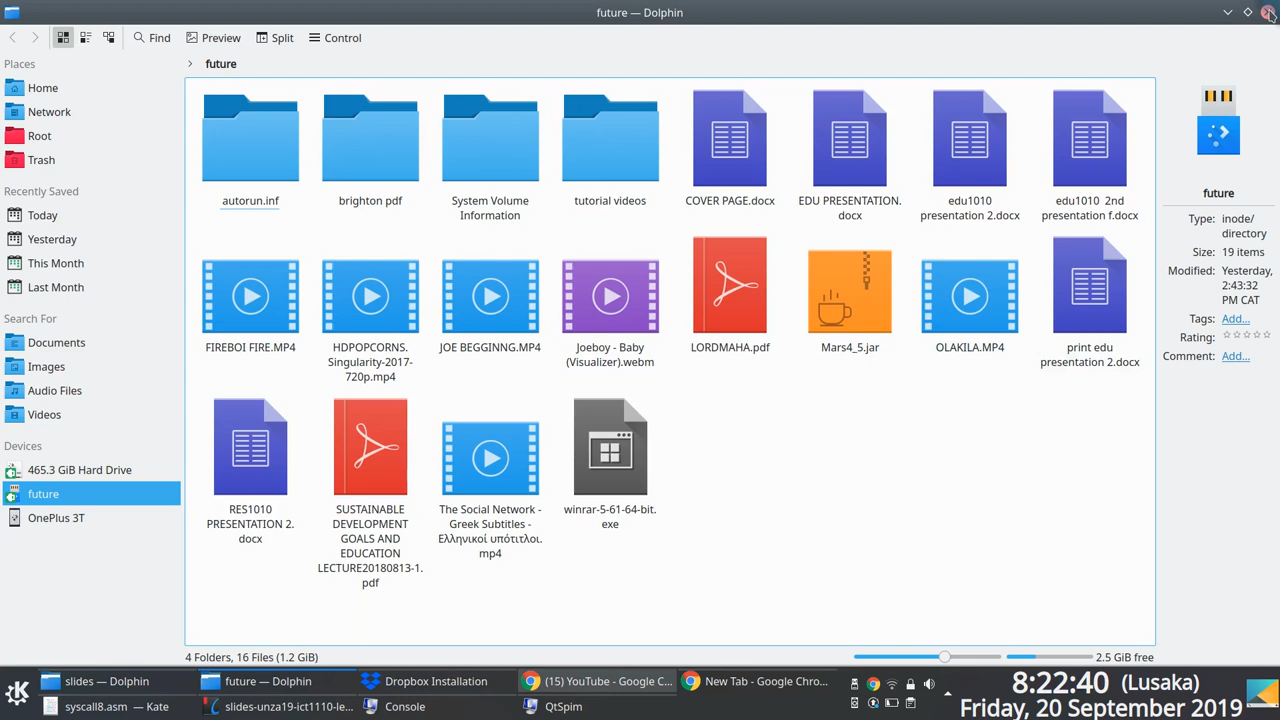 future — Dolphin
Find
Preview
Split
Control
Places
Home
Network
Root
Trash
Recently Saved
Today
Yesterday
This Month
Last Month
Search For
Documents
Images
Audio Files
Videos
Devices
465.3 GiB Hard Drive
future
OnePlus 3T
future
autorun.inf
brighton pdf
System Volume
Information
tutorial videos
COVER PAGE.docx
EDU PRESENTATION.
docx
edu1010
presentation 2.docx
edu1010 2nd
presentation f.docx
FIREBOI FIRE.MP4
HDPOPCORNS.
Singularity-2017-
720p.mp4
JOE BEGINNG.MP4
Joeboy - Baby
(Visualizer).webm
LORDMAHA.pdf
Mars4_5.jar
OLAKILA.MP4
print edu
presentation 2.docx
RES1010
PRESENTATION 2.
docx
SUSTAINABLE
DEVELOPMENT
GOALS AND
EDUCATION
LECTURE20180813-1.
pdf
The Social Network -
Greek Subtitles -
Ελληνικοί υπότιτλοι.
mp4
winrar-5-61-64-bit.
exe
future
Type: inode/
directory
Size: 19 items
Modified: Yesterday,
2:43:32
PM CAT
Tags: Add...
Rating:
Comment: Add...
4 Folders, 16 Files (1.2 GiB)
2.5 GiB free
slides — Dolphin
future — Dolphin
Dropbox Installation
(15) YouTube - Google C...
New Tab - Google Chro...
syscall8.asm — Kate
slides-unza19-ict1110-le...
Console
QtSpim
8:22:40 (Lusaka)
Friday, 20 September 2019